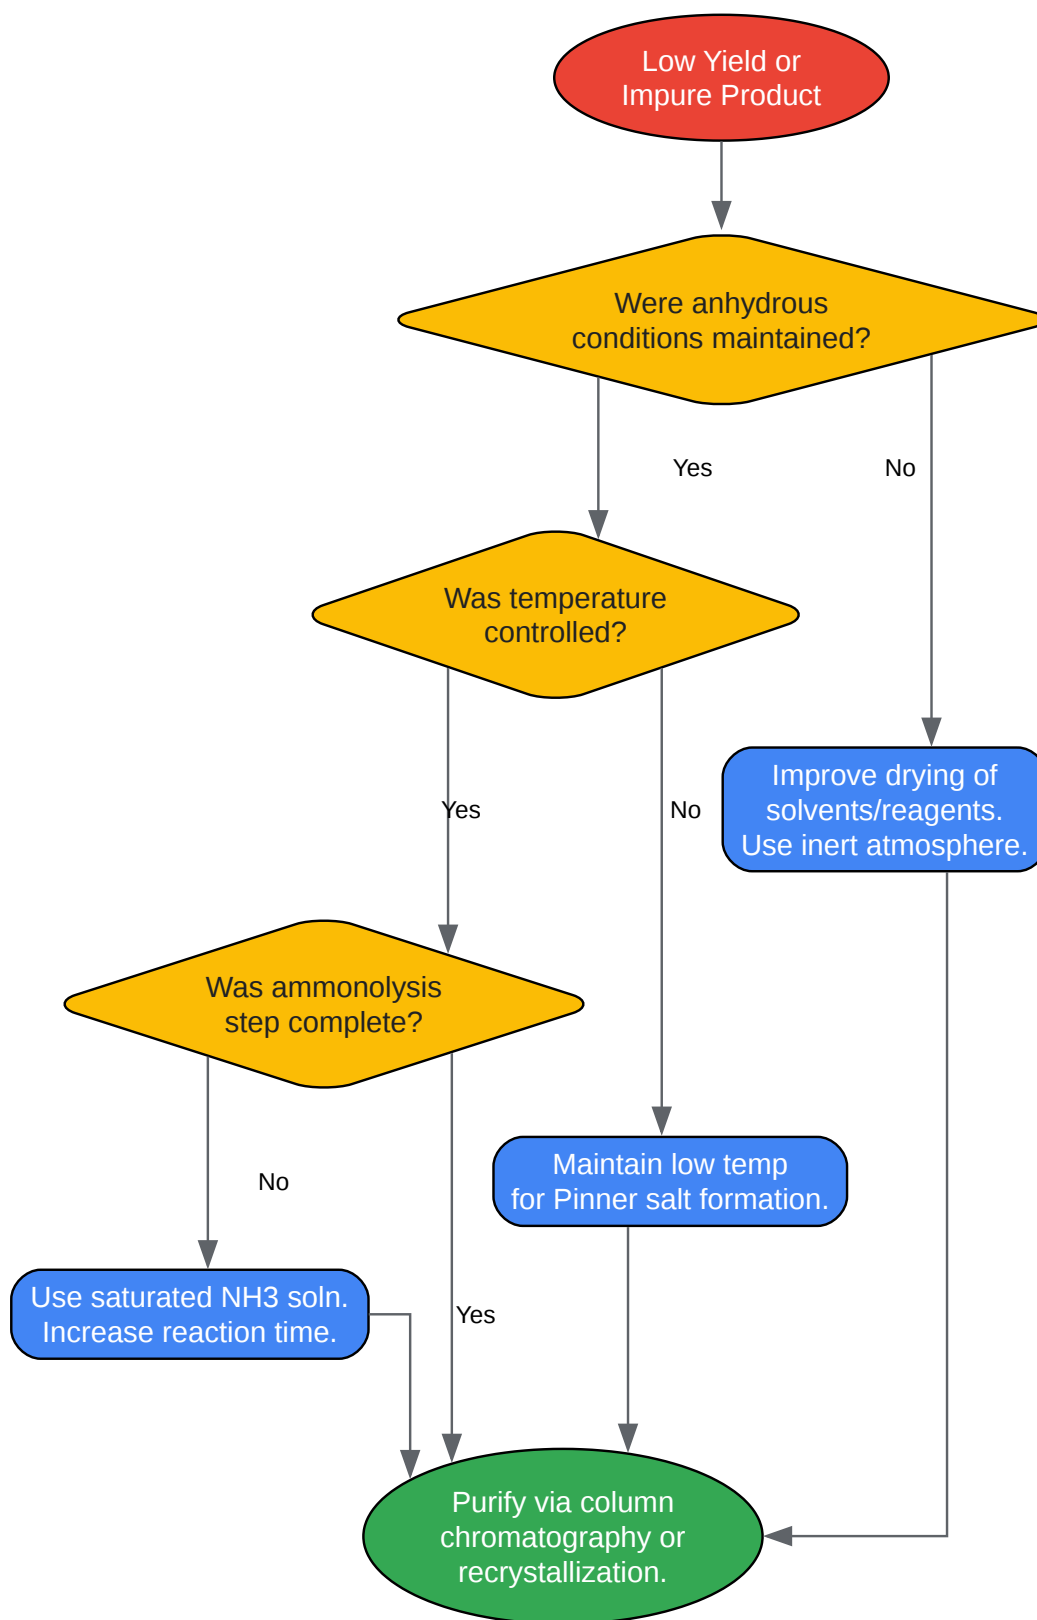 Low Yield or
Impure Product
Were anhydrous
conditions maintained?
Yes
No
Was temperature
controlled?
Improve drying of
solvents/reagents.
Use inert atmosphere.
Yes
No
Was ammonolysis
step complete?
Maintain low temp
for Pinner salt formation.
No
Use saturated NH3 soln.
Increase reaction time.
Yes
Purify via column
chromatography or
recrystallization.